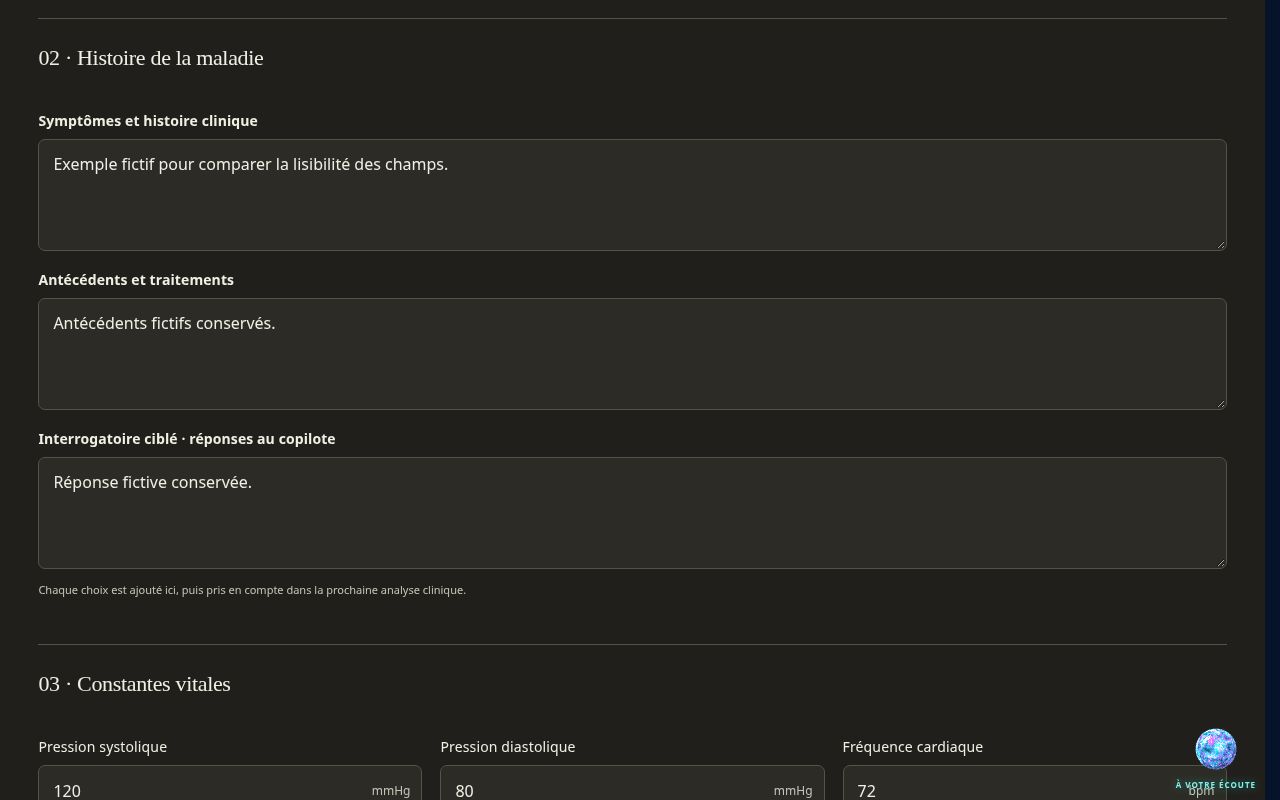 02 · Histoire de la maladie
Symptômes et histoire clinique
Exemple fictif pour comparer la lisibilité des champs.
Antécédents et traitements
Antécédents fictifs conservés.
Interrogatoire ciblé · réponses au copilote
Réponse fictive conservée.
Chaque choix est ajouté ici, puis pris en compte dans la prochaine analyse clinique.
03 · Constantes vitales
Pression systolique
Pression diastolique
Fréquence cardiaque
120 mmHg
80 mmHg
72 bpm
À VOTRE ÉCOUTE